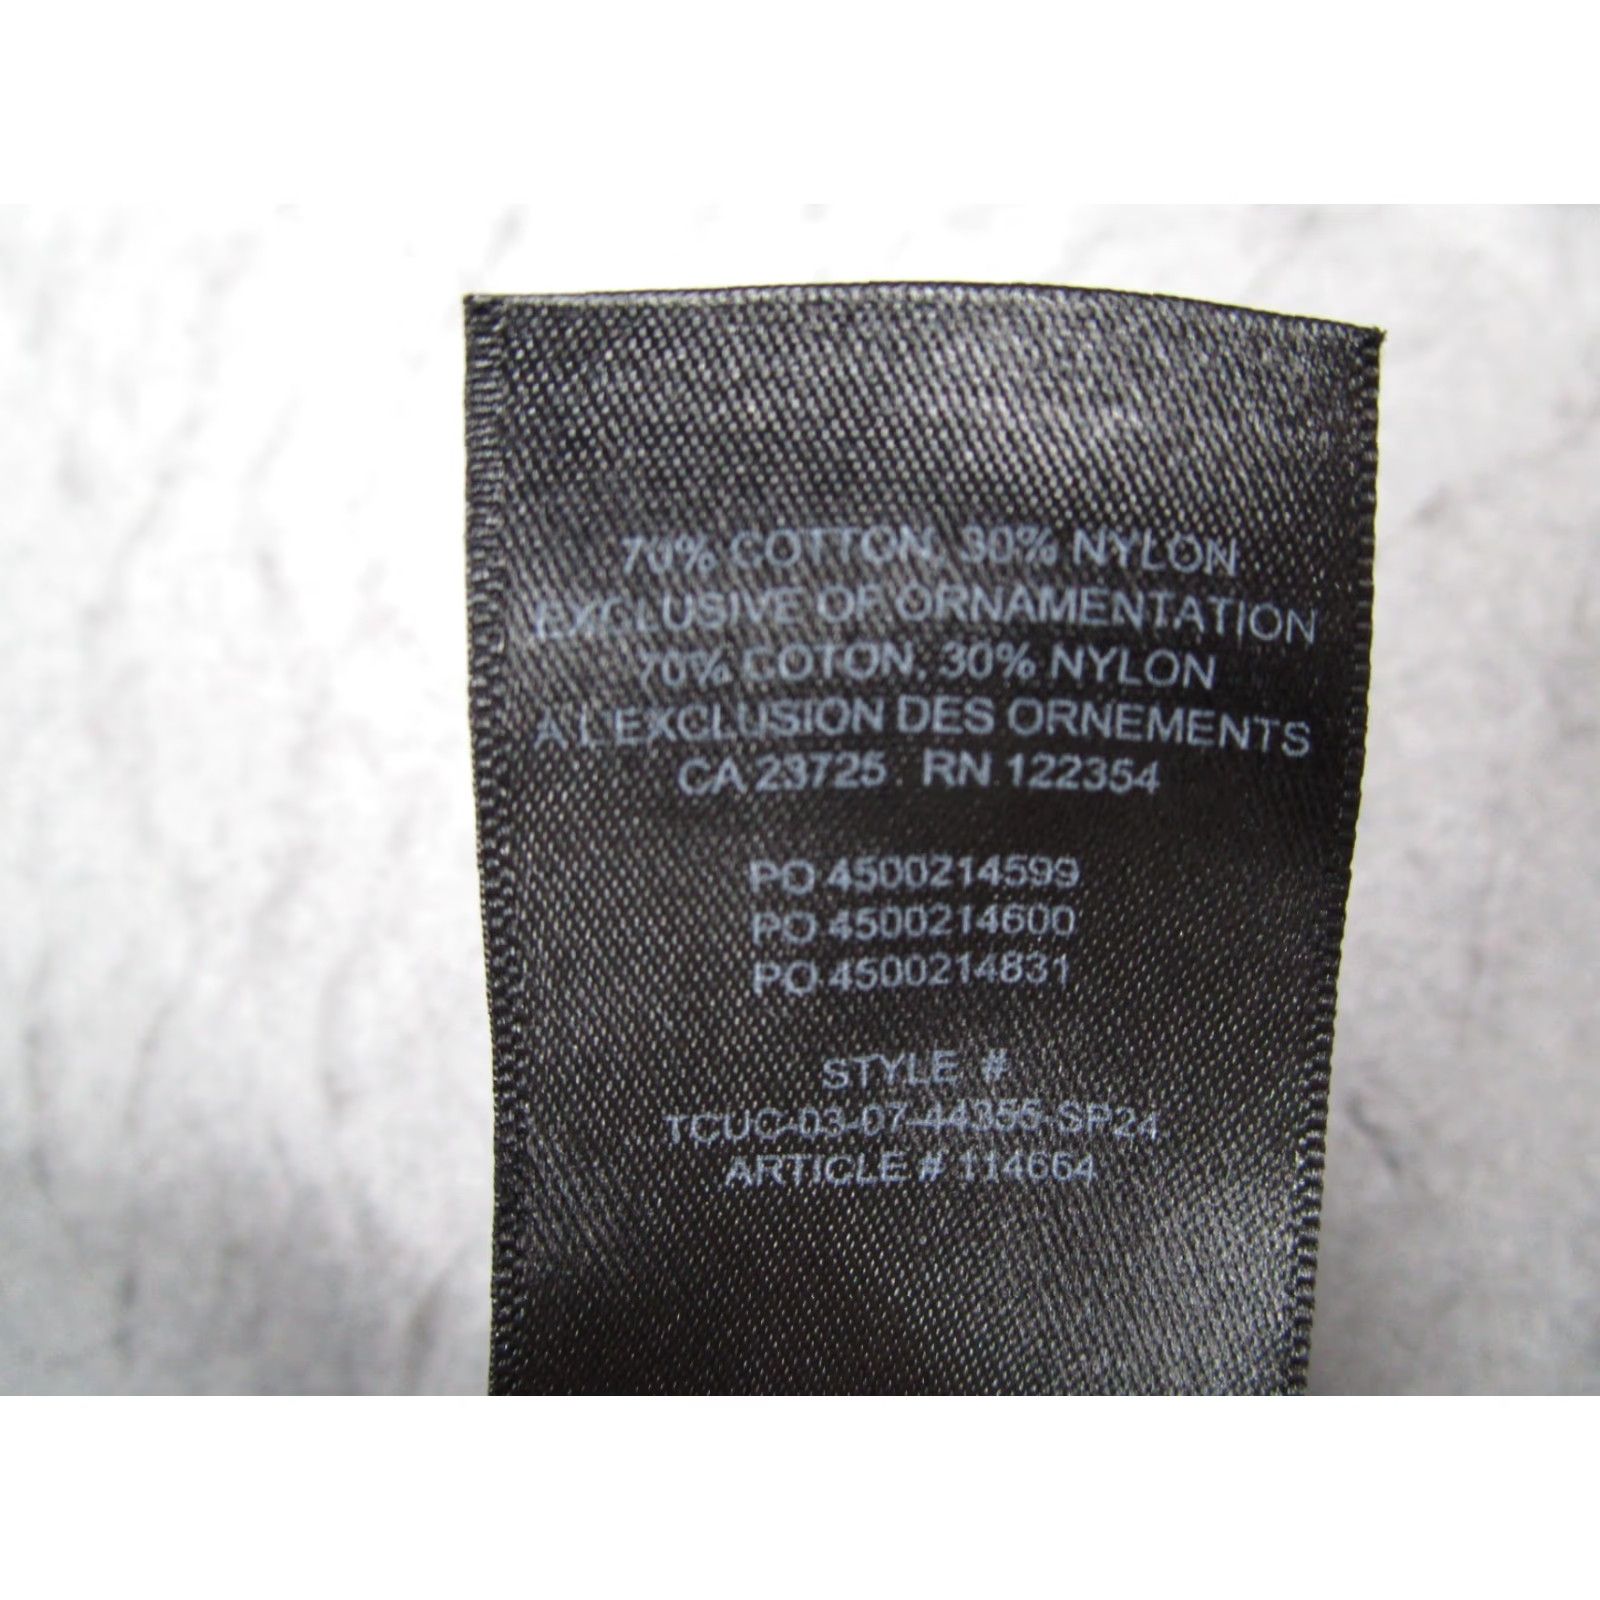 70% COTTON, 30% NYLON
EXCLUSIVE OF ORNAMENTATION
70% COTON, 30% NYLON
A L'EXCLUSION DES ORNEMENTS
CA 23725 RN 122354
PO 4500214599
PO 4500214600
PO 4500214831
STYLE #
TCUC-03-07-44355-SP24
ARTICLE # 114664